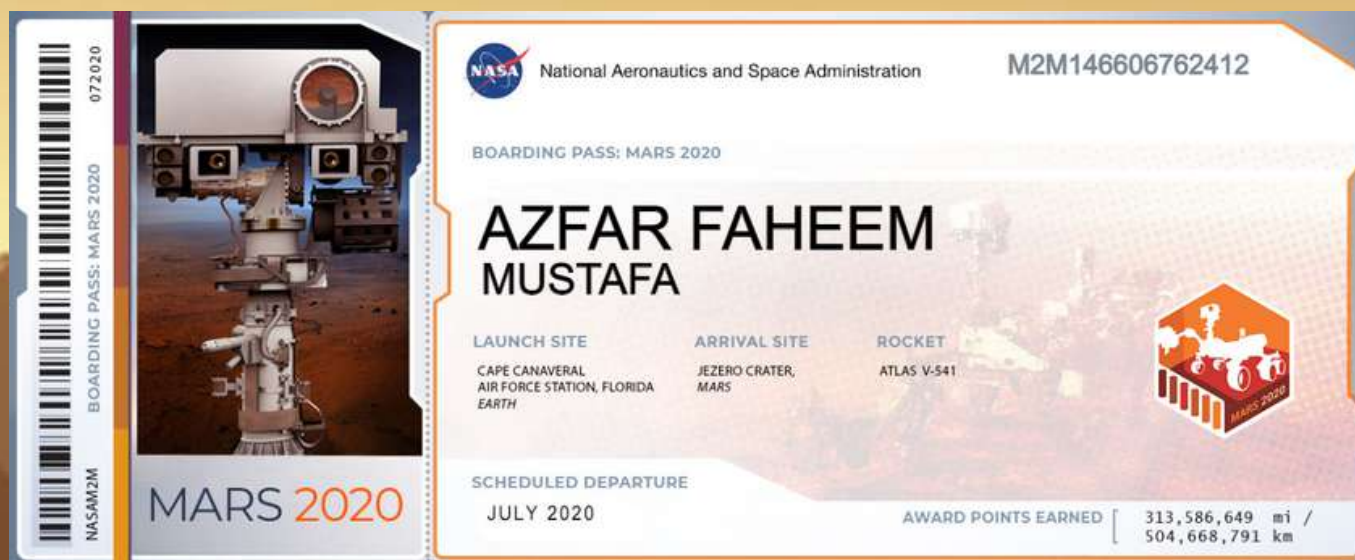 072020
BOARDING PASS: MARS 2020
NASAM2M
MARS 2020
NASA
National Aeronautics and Space Administration
M2M146606762412
BOARDING PASS: MARS 2020
AZFAR FAHEEM
MUSTAFA
LAUNCH SITE
CAPE CANAVERAL
AIR FORCE STATION, FLORIDA
EARTH
ARRIVAL SITE
JEZERO CRATER,
MARS
ROCKET
ATLAS V-541
MARS 2020
SCHEDULED DEPARTURE
JULY 2020
AWARD POINTS EARNED
313,586,649 mi /
504,668,791 km